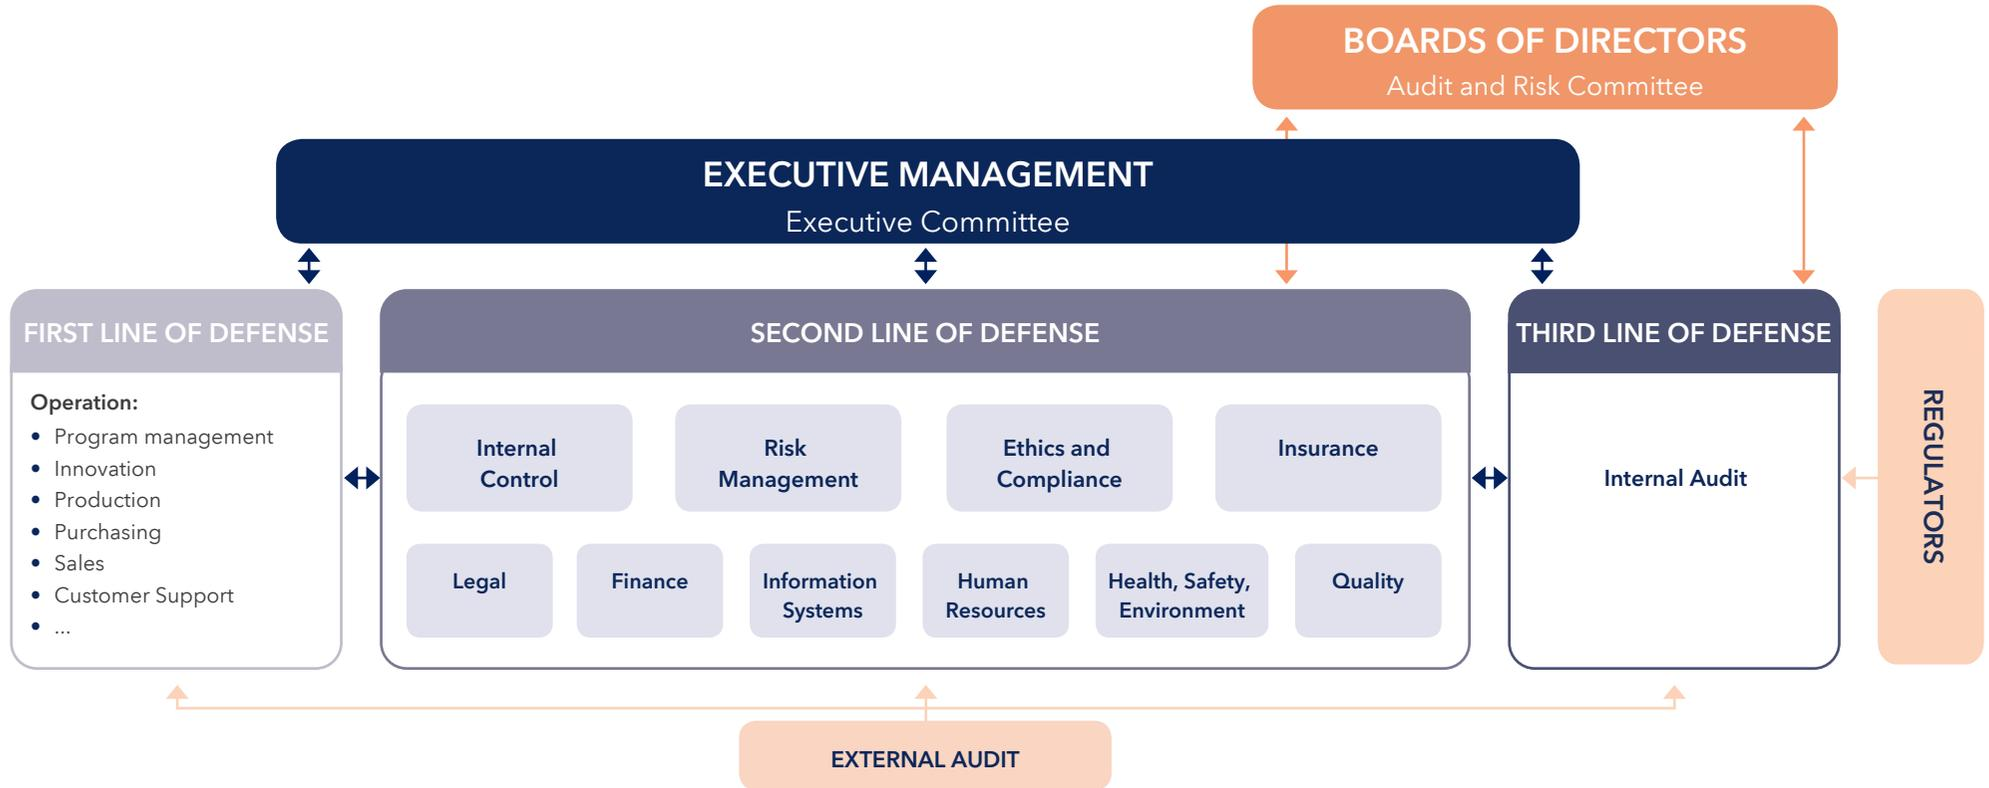 BOARDS OF DIRECTORS
Audit and Risk Committee
EXECUTIVE MANAGEMENT
Executive Committee
FIRST LINE OF DEFENSE
Operation:
• Program management
• Innovation
• Production
• Purchasing
• Sales
• Customer Support
• ...
SECOND LINE OF DEFENSE
Internal
Control
Risk
Management
Ethics and
Compliance
Insurance
Legal
Finance
Information
Systems
Human
Resources
Health, Safety,
Environment
Quality
THIRD LINE OF DEFENSE
Internal Audit
REGULATORS
EXTERNAL AUDIT